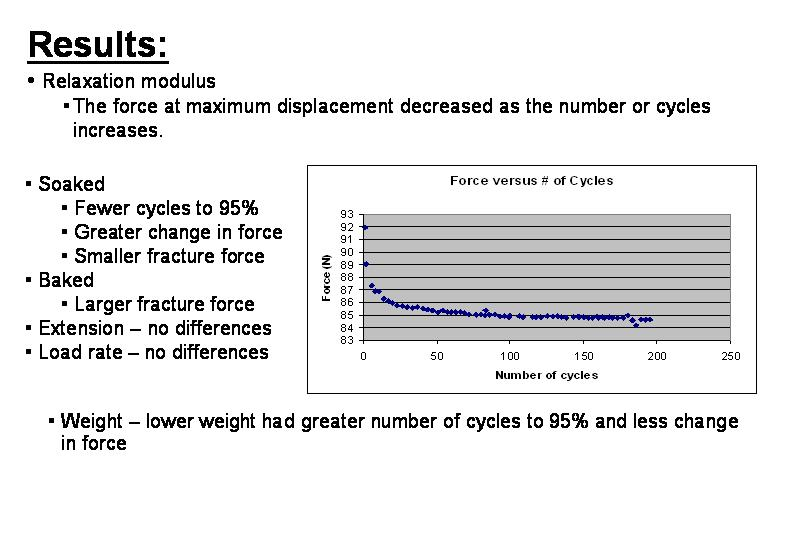 Results:
• Relaxation modulus
▪ The force at maximum displacement decreased as the number or cycles
increases.
▪ Soaked
▪ Fewer cycles to 95%
▪ Greater change in force
▪ Smaller fracture force
▪ Baked
▪ Larger fracture force
▪ Extension – no differences
▪ Load rate – no differences
Force versus # of Cycles
Force (N)
93
92
91
90
89
88
87
86
85
84
83
0 50 100 150 200 250
Number of cycles
▪ Weight – lower weight had greater number of cycles to 95% and less change
in force